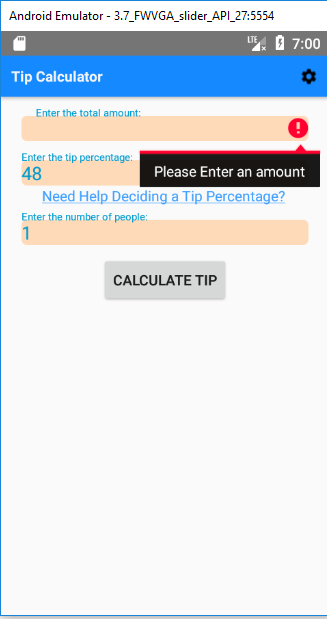 Android Emulator - 3.7_FWVGA_slider_API_27:5554
LTE 7:00
Tip Calculator
Enter the total amount:
Enter the tip percentage:
Please Enter an amount
48
Need Help Deciding a Tip Percentage?
Enter the number of people:
1
CALCULATE TIP